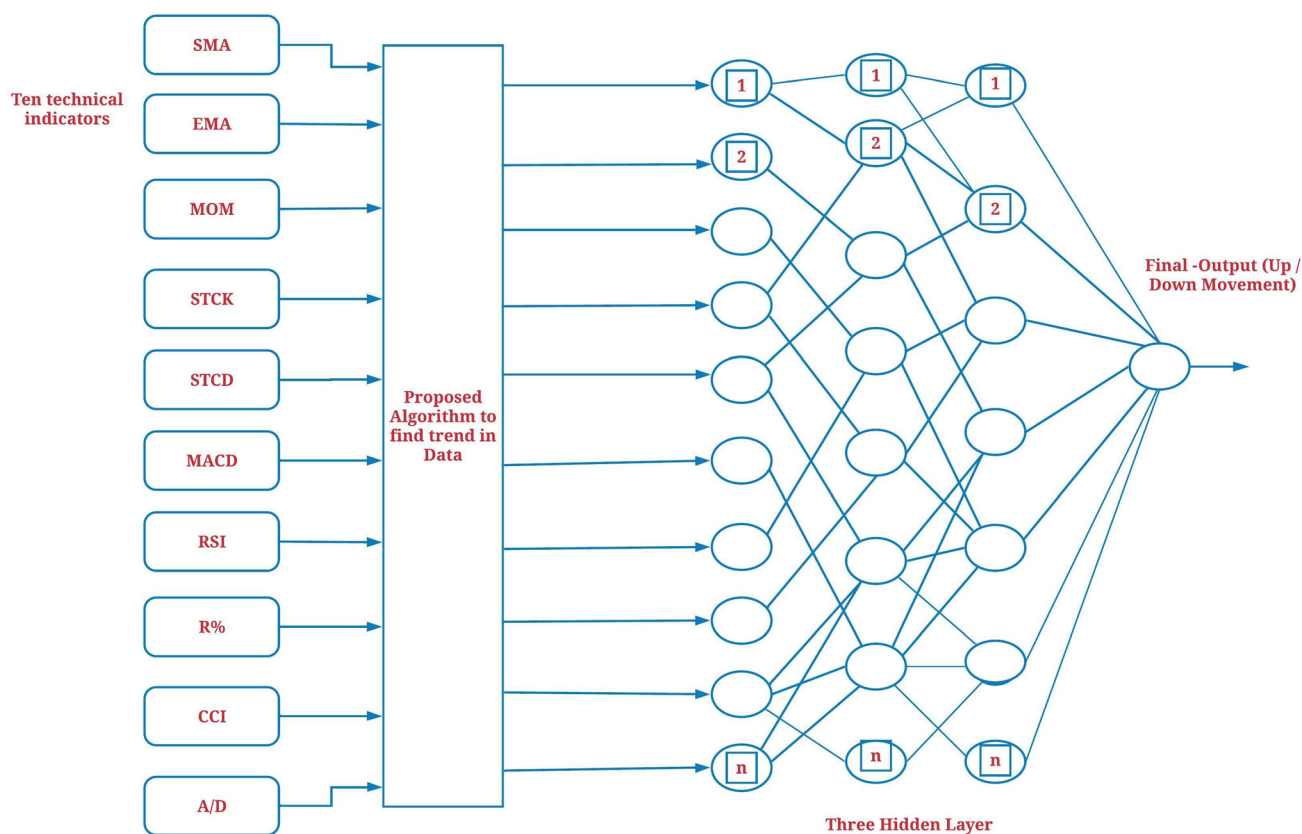 Ten technical
indicators
SMA
EMA
MOM
STCK
STCD
MACD
RSI
R%
CCI
A/D
Proposed
Algorithm to
find trend in
Data
1
2
n
1
2
n
1
2
n
Three Hidden Layer
Final -Output (Up /
Down Movement)